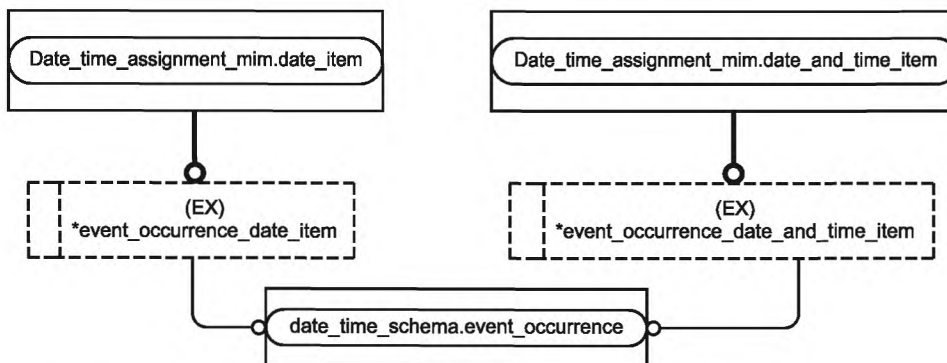 Date_time_assignment_mim.date_item
Date_time_assignment_mim.date_and_time_item
(EX)
*event_occurrence_date_item
(EX)
*event_occurrence_date_and_time_item
date_time_schema.event_occurrence